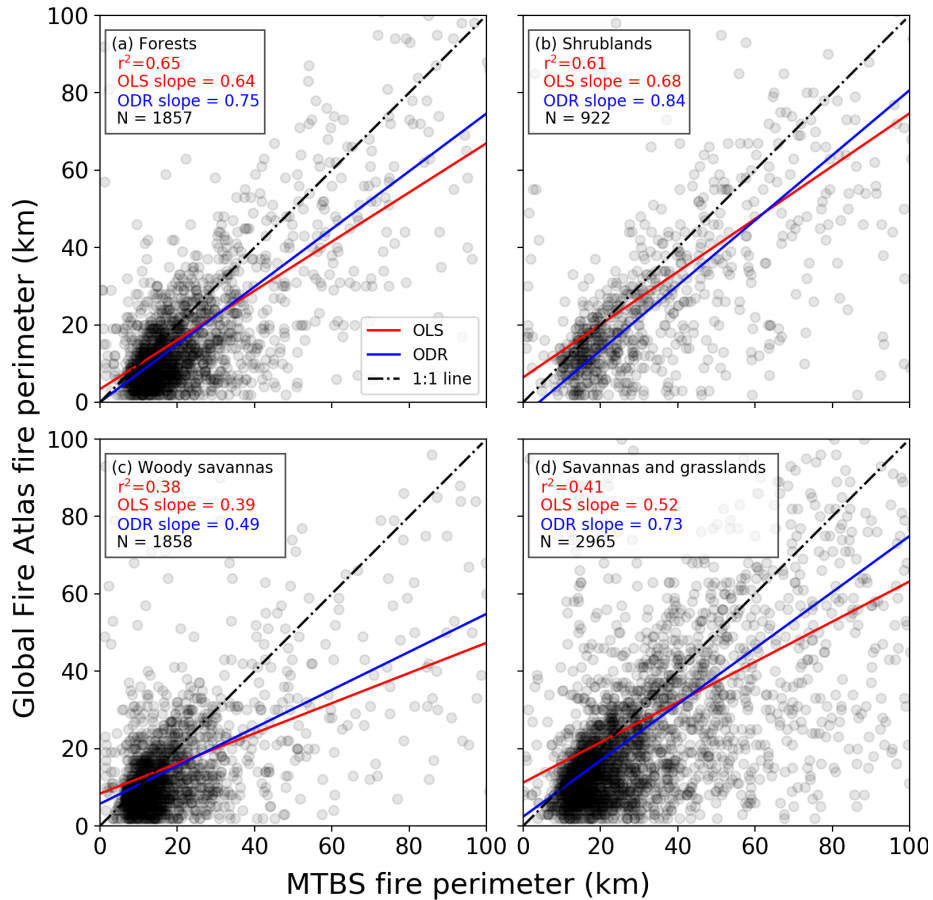 100
80
60
40
20
0
(a) Forests
r²=0.65
OLS slope = 0.64
ODR slope = 0.75
N = 1857
OLS
ODR
1:1 line
(b) Shrublands
r²=0.61
OLS slope = 0.68
ODR slope = 0.84
N = 922
100
80
60
40
20
0
(c) Woody savannas
r²=0.38
OLS slope = 0.39
ODR slope = 0.49
N = 1858
(d) Savannas and grasslands
r²=0.41
OLS slope = 0.52
ODR slope = 0.73
N = 2965
0 20 40 60 80 100
0 20 40 60 80 100
Global Fire Atlas fire perimeter (km)
MTBS fire perimeter (km)